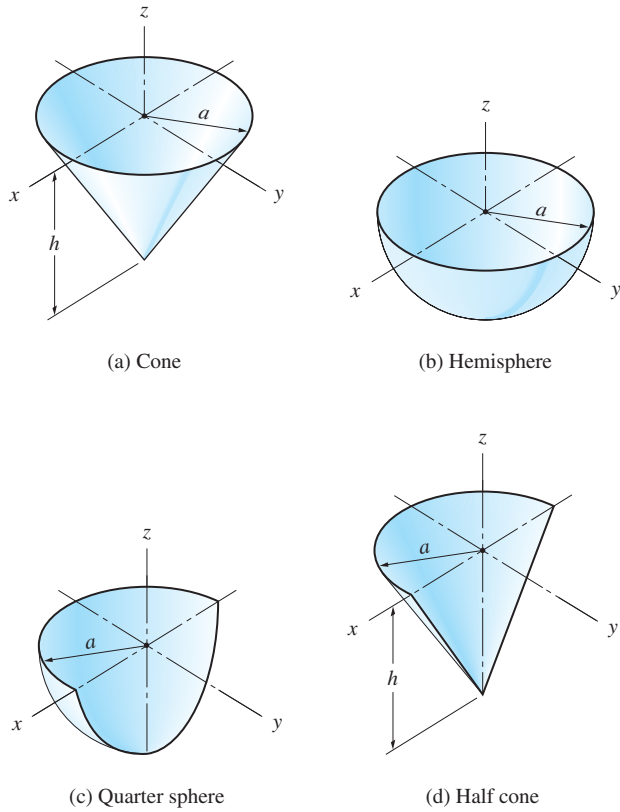 z
a
x
y
h
(a) Cone
z
a
x
y
(b) Hemisphere
z
a
x
y
(c) Quarter sphere
z
a
x
y
h
(d) Half cone